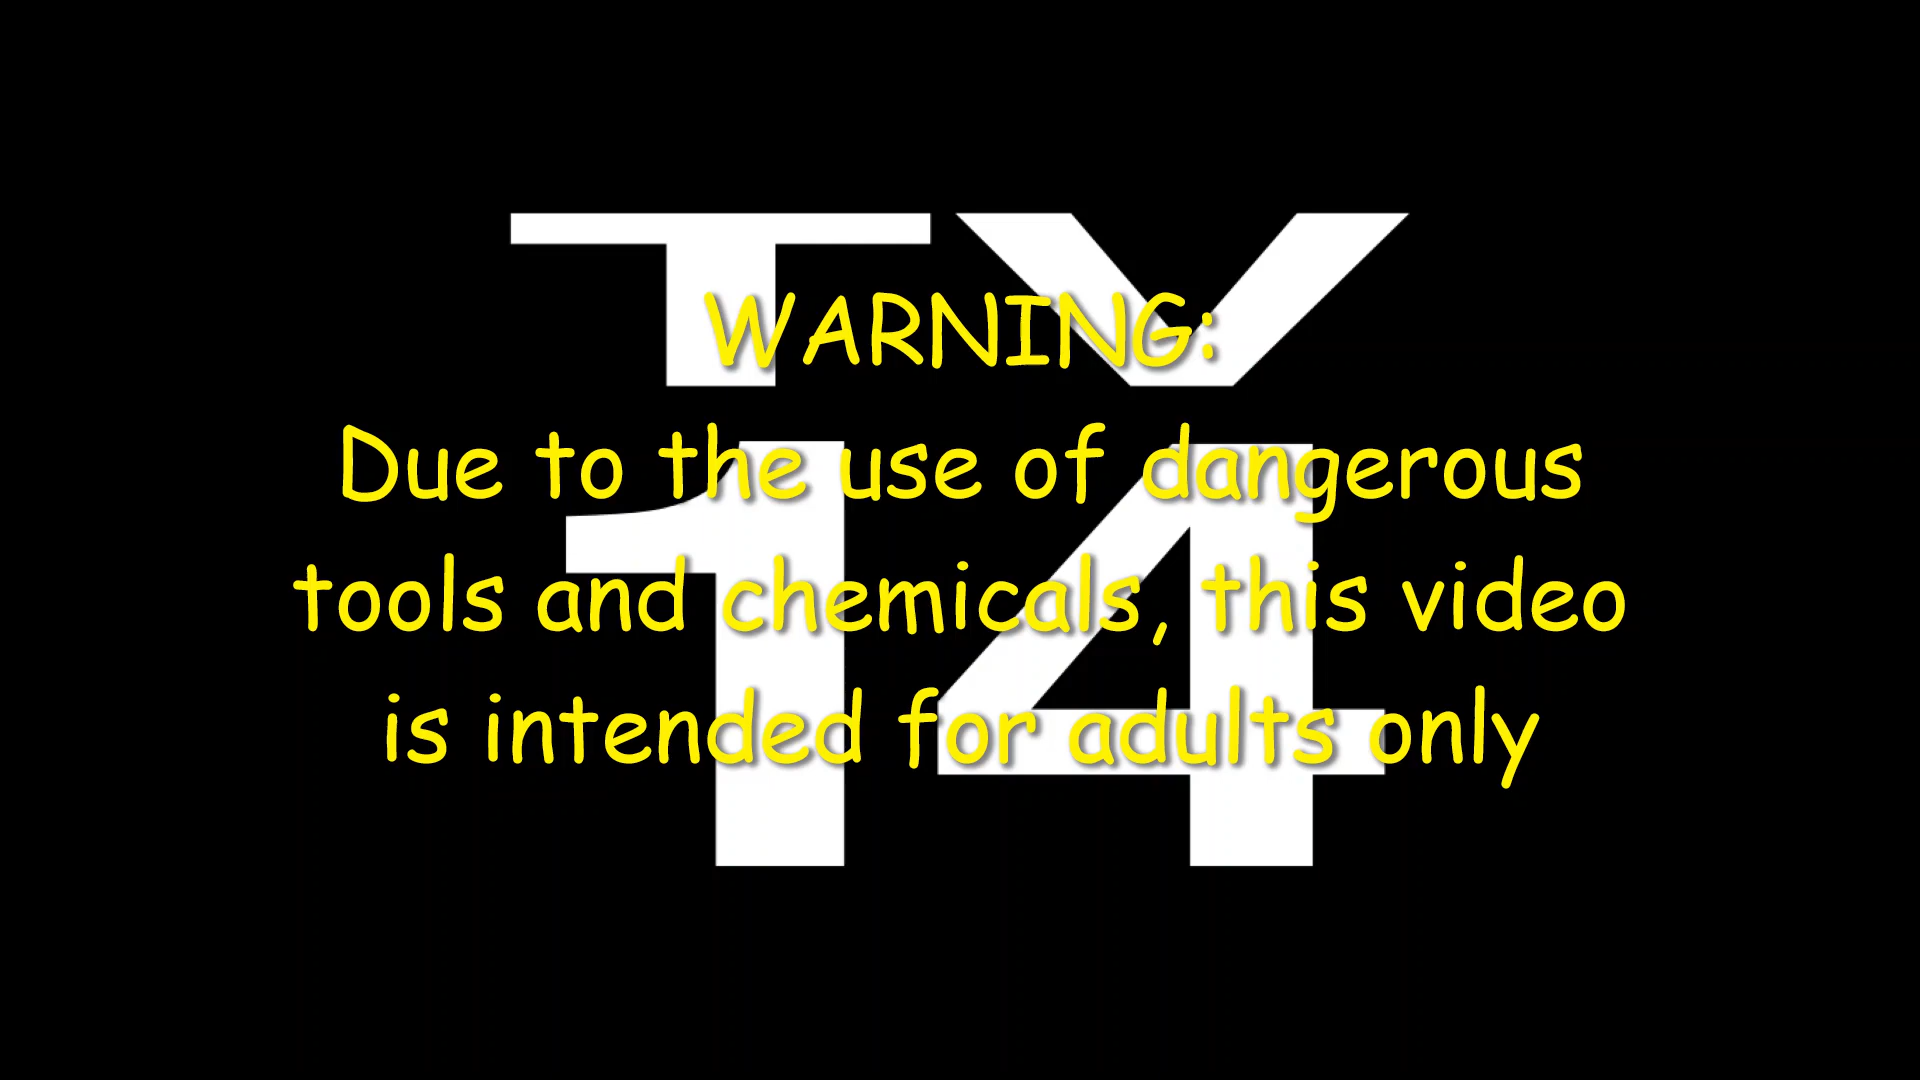 TV
14
WARNING:
Due to the use of dangerous
tools and chemicals, this video
is intended for adults only